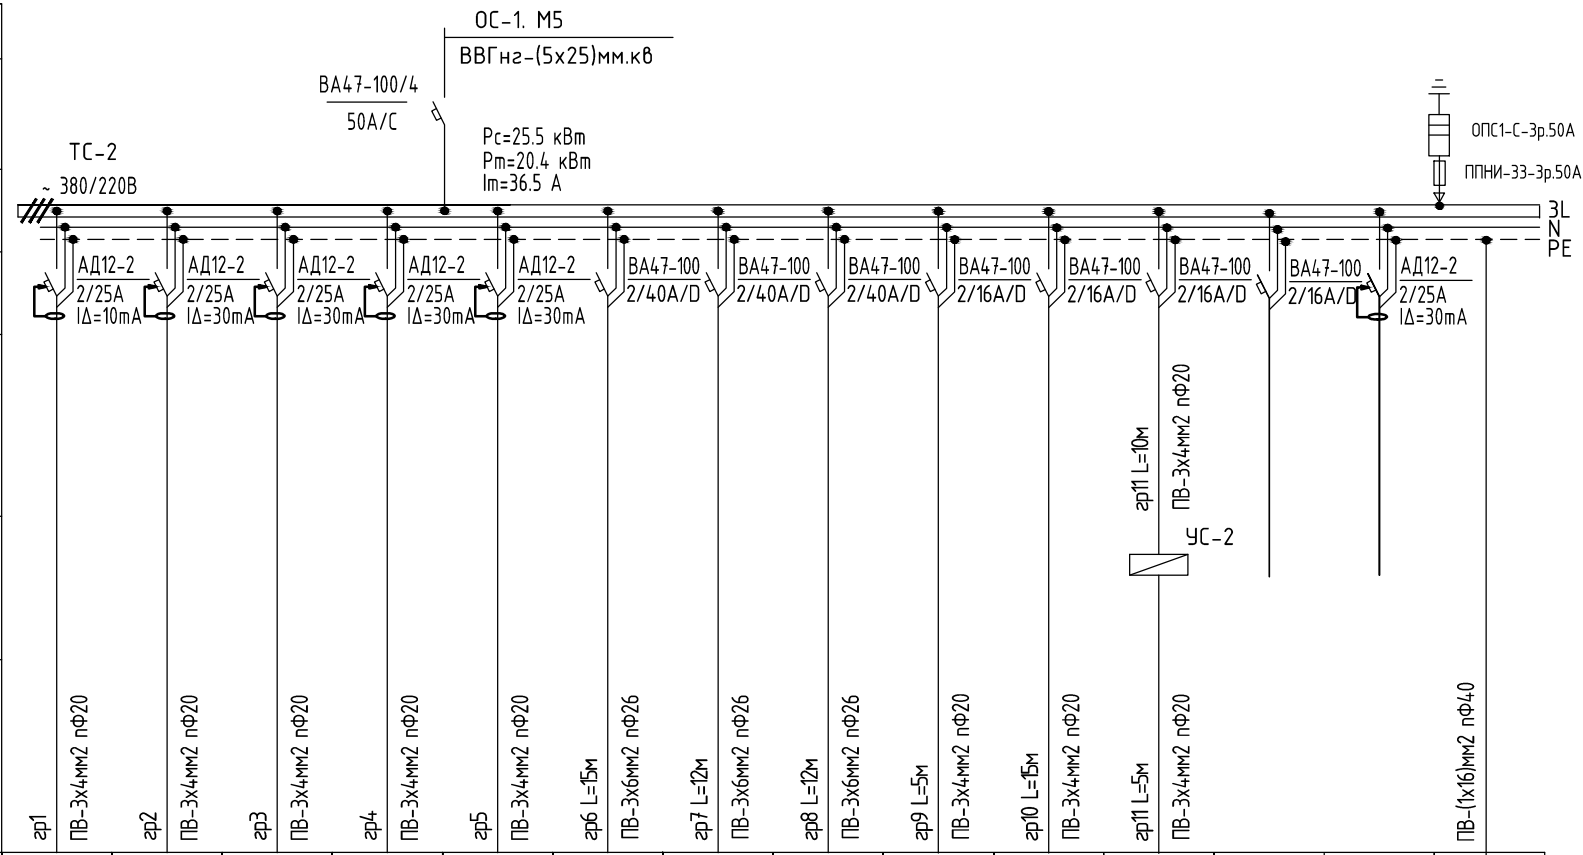 ОС-1. М5
ВВГнг-(5х25)мм.кв
ВА47-100/4
50А/С
Рс=25.5 кВт
Рт=20.4 кВт
Iт=36.5 А
ТС-2
~ 380/220В
ОПС1-С-3р.50А
ППНИ-33-3р.50А
3L
N
PE
АД12-2
2/25А
IΔ=10mA
АД12-2
2/25А
IΔ=30mA
АД12-2
2/25А
IΔ=30mA
АД12-2
2/25А
IΔ=30mA
АД12-2
2/25А
IΔ=30mA
ВА47-100
2/40А/D
ВА47-100
2/40А/D
ВА47-100
2/40А/D
ВА47-100
2/16А/D
ВА47-100
2/16А/D
ВА47-100
2/16А/D
ВА47-100
2/16А/D
АД12-2
2/25А
IΔ=30mA
гр11 L=10м
ПВ-3х4мм2 пФ20
УС-2
гр1
ПВ-3х4мм2 пФ20
гр2
ПВ-3х4мм2 пФ20
гр3
ПВ-3х4мм2 пФ20
гр4
ПВ-3х4мм2 пФ20
гр5
ПВ-3х4мм2 пФ20
гр6 L=15м
ПВ-3х6мм2 пФ26
гр7 L=12м
ПВ-3х6мм2 пФ26
гр8 L=12м
ПВ-3х6мм2 пФ26
гр9 L=5м
ПВ-3х4мм2 пФ20
гр10 L=15м
ПВ-3х4мм2 пФ20
гр11 L=5м
ПВ-3х4мм2 пФ20
ПВ-(1х16)мм2 пФ40